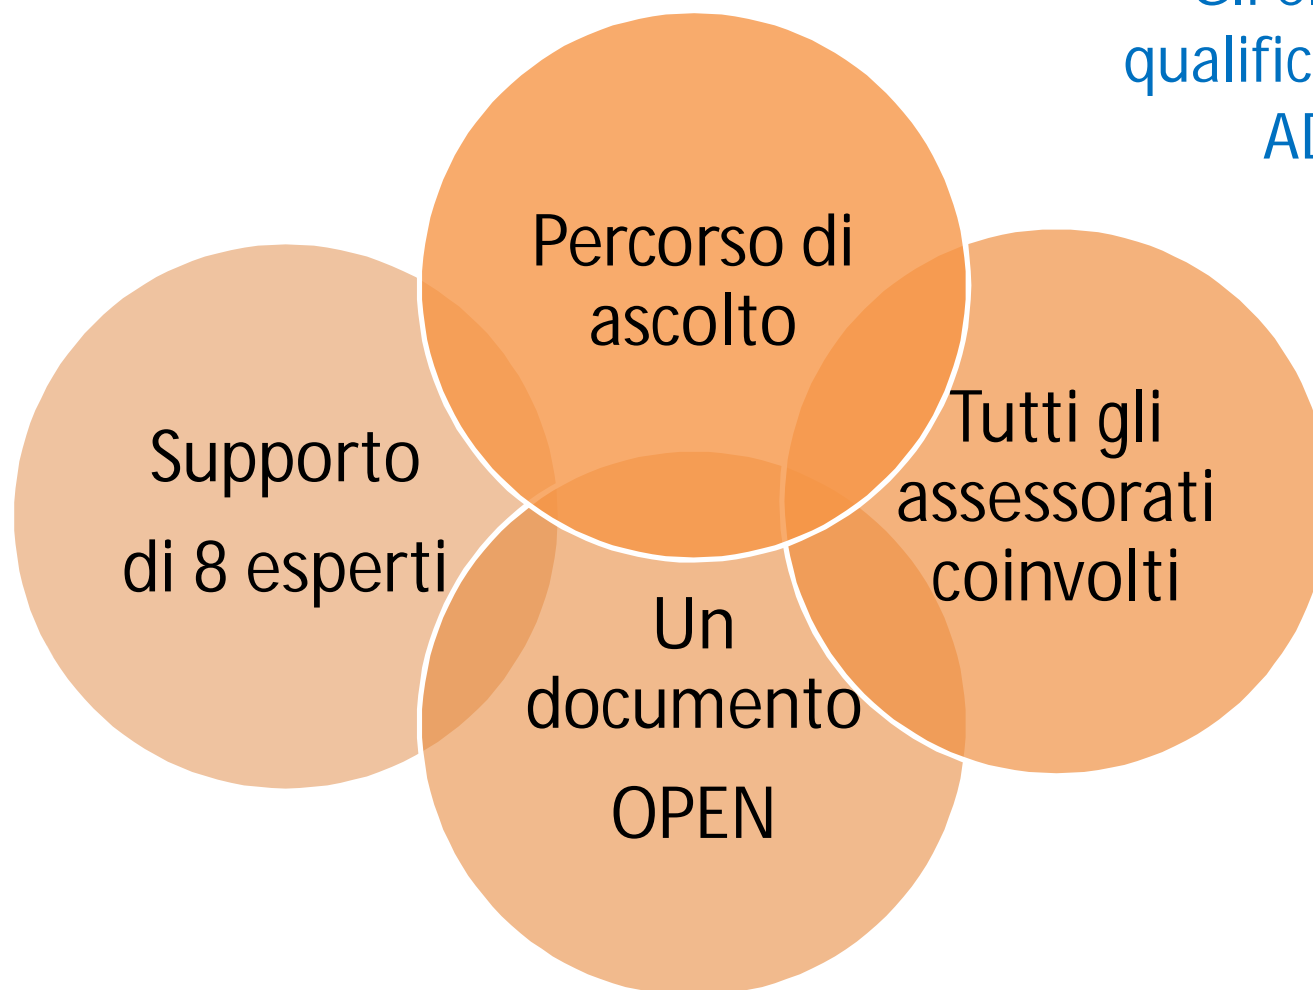 qualific
AD
Percorso di
ascolto
Supporto
di 8 esperti
Tutti gli
assessorati
coinvolti
Un
documento
OPEN